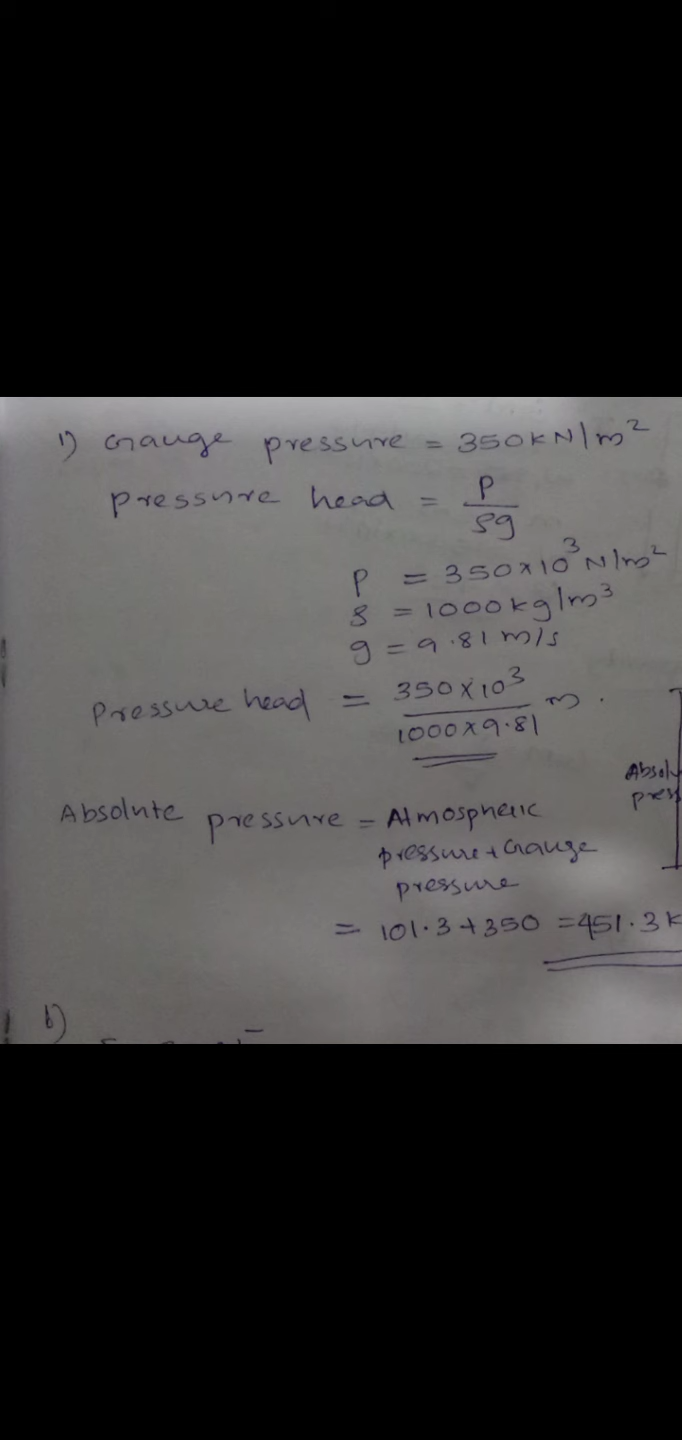 1) Gauge pressure = 350KN/m²
Pressure head = P/ρg
P = 350×10³ N/m²
ρ = 1000kg/m³
g = 9.81 m/s
Pressure head = 350×10³/1000×9.81 m.
Absolute pressure = Atmospheric
pressure + Gauge
pressure
= 101.3+350 = 451.3 K
Absolu
pres
b)